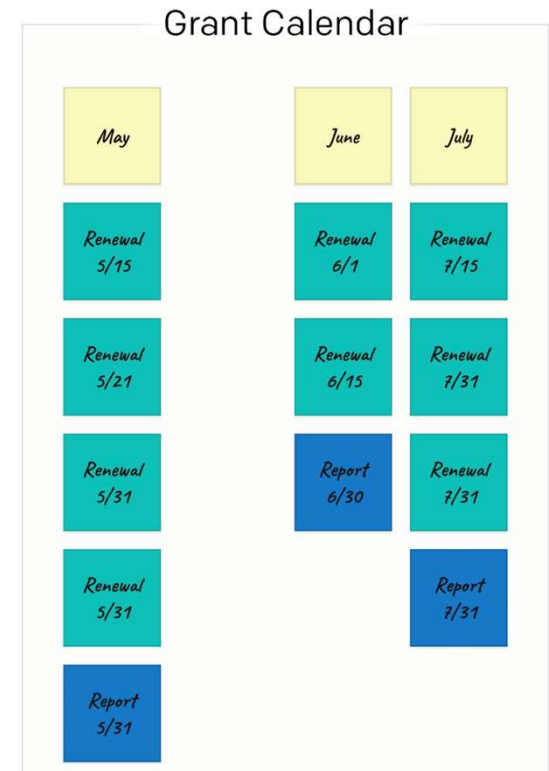 Grant Calendar
May
Renewal
5/15
Renewal
5/21
Renewal
5/31
Renewal
5/31
Report
5/31
June
Renewal
6/1
Renewal
6/15
Report
6/30
July
Renewal
7/15
Renewal
7/31
Renewal
7/31
Report
7/31